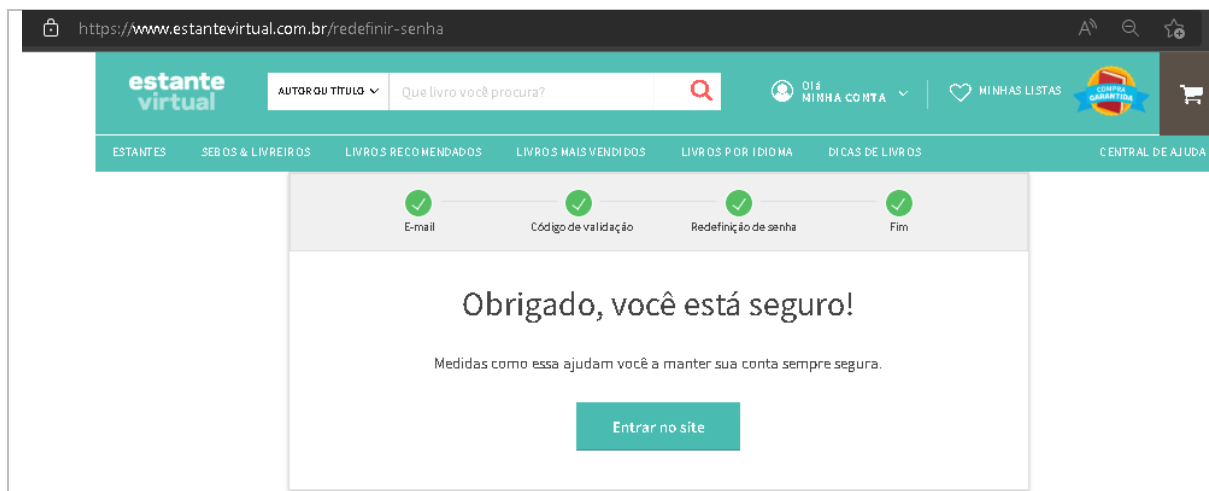 https://www.estantevirtual.com.br/redefinir-senha
estante
virtual
AUTOR OU TÍTULO
Que livro você procura?
Olá
MINHA CONTA
MINHAS LISTAS
COMPRA
GARANTIDA
ESTANTES SEBOS & LIVREIROS LIVROS RECOMENDADOS LIVROS MAIS VENDIDOS LIVROS POR IDIOMA DICAS DE LIVROS CENTRAL DE AJUDA
E-mail Código de validação Redefinição de senha Fim
Obrigado, você está seguro!
Medidas como essa ajudam você a manter sua conta sempre segura.
Entrar no site